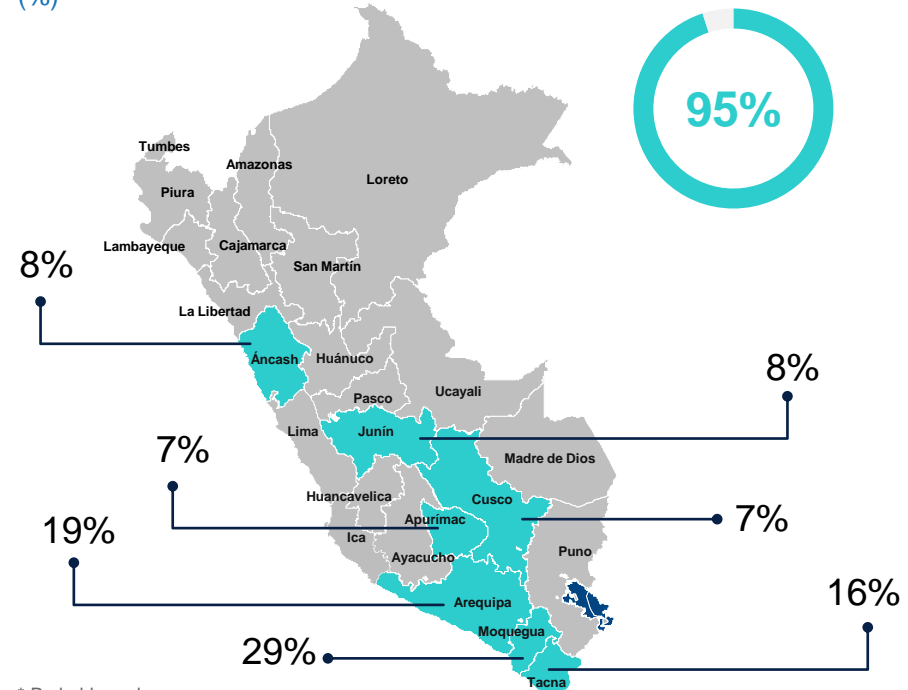 (%)
95%
Tumbes
Amazonas
Loreto
Piura
Lambayeque
Cajamarca
San Martín
8%
La Libertad
Áncash
Huánuco
8%
Ucayali
Pasco
Lima
Junín
7%
Madre de Dios
Huancavelica
Cusco
Apurímac
7%
19%
Ica
Ayacucho
Puno
16%
Arequipa
Moquegua
29%
Tacna